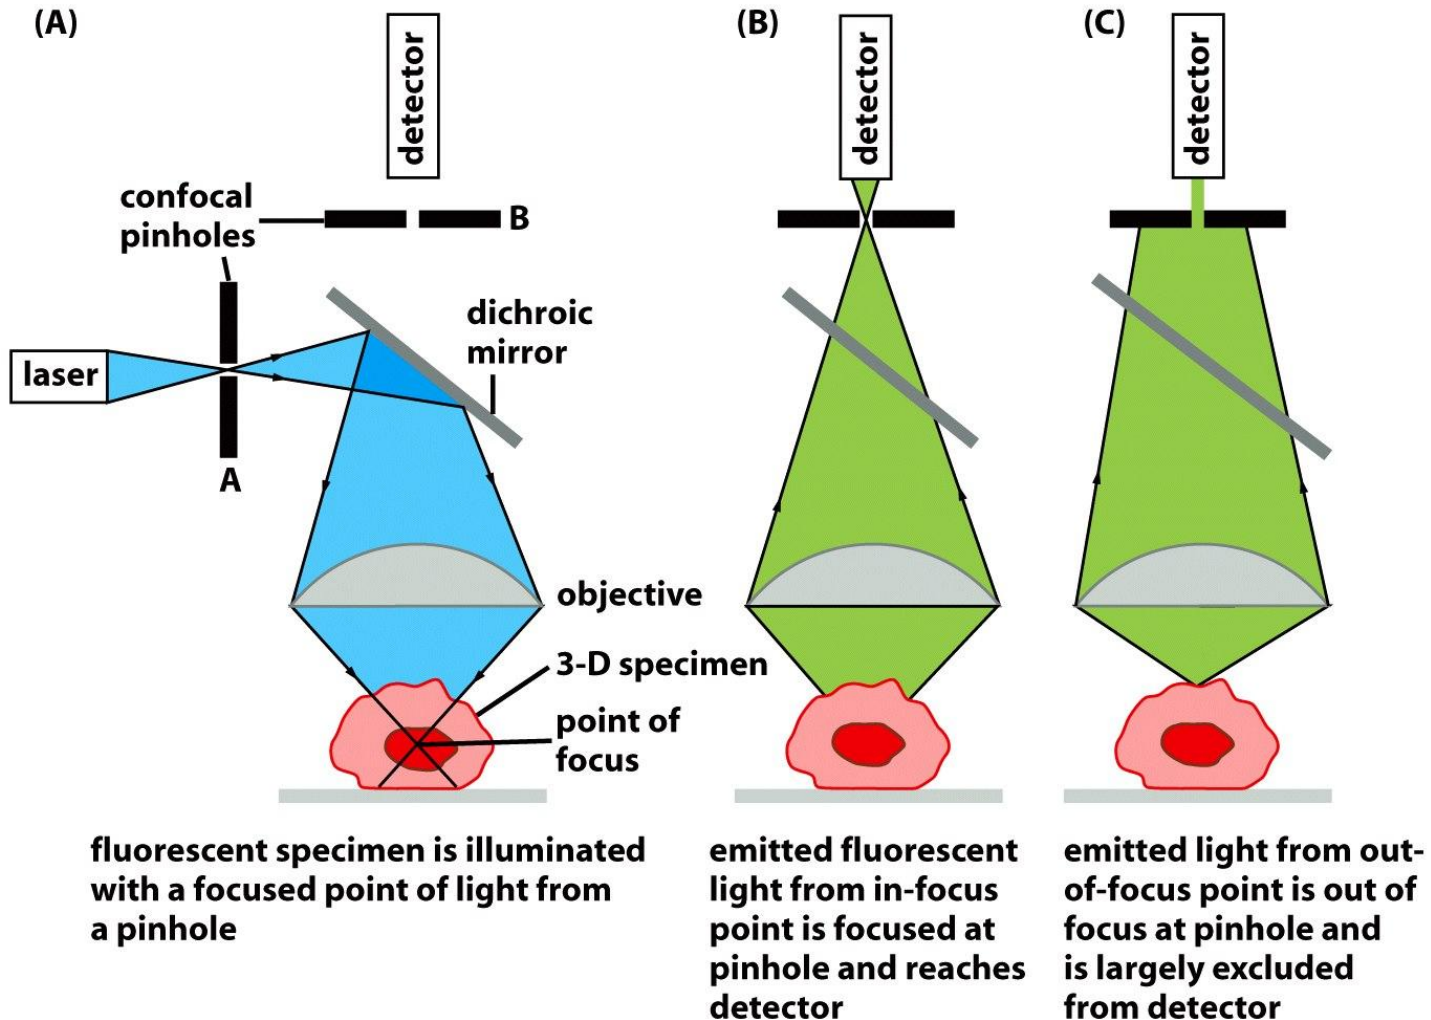 (A)
detector
confocal
pinholes
B
dichroic
mirror
laser
A
objective
3-D specimen
point of
focus
fluorescent specimen is illuminated
with a focused point of light from
a pinhole
(B)
detector
emitted fluorescent
light from in-focus
point is focused at
pinhole and reaches
detector
(C)
detector
emitted light from out-
of-focus point is out of
focus at pinhole and
is largely excluded
from detector